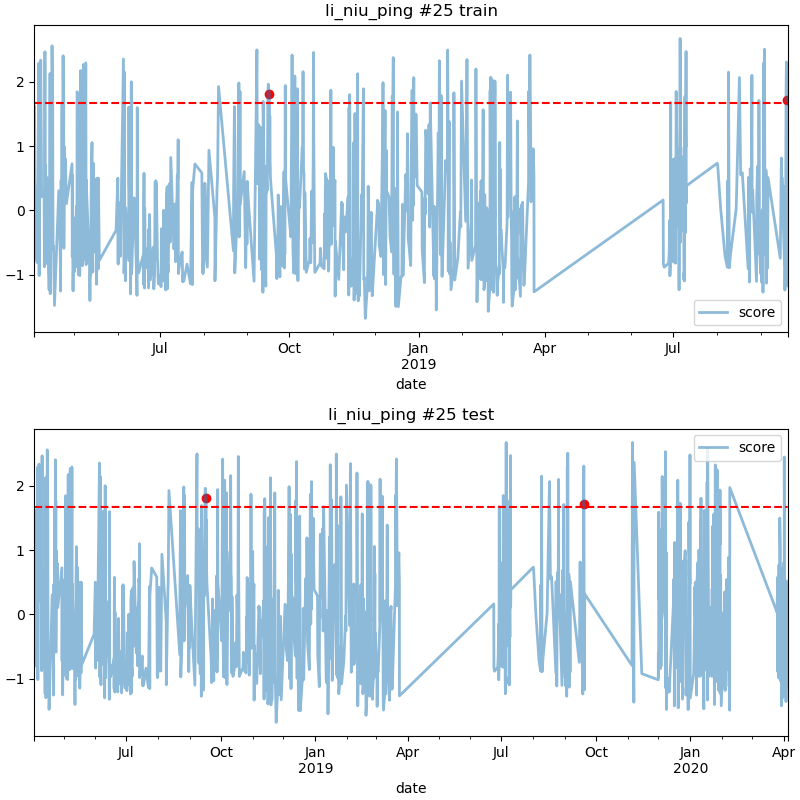 li_niu_ping #25 train
2
1
0
−1
score
Jul
Oct
Jan
2019
Apr
Jul
date
li_niu_ping #25 test
score
2
1
0
−1
Jul
Oct
Jan
2019
Apr
Jul
Oct
Jan
2020
Apr
date